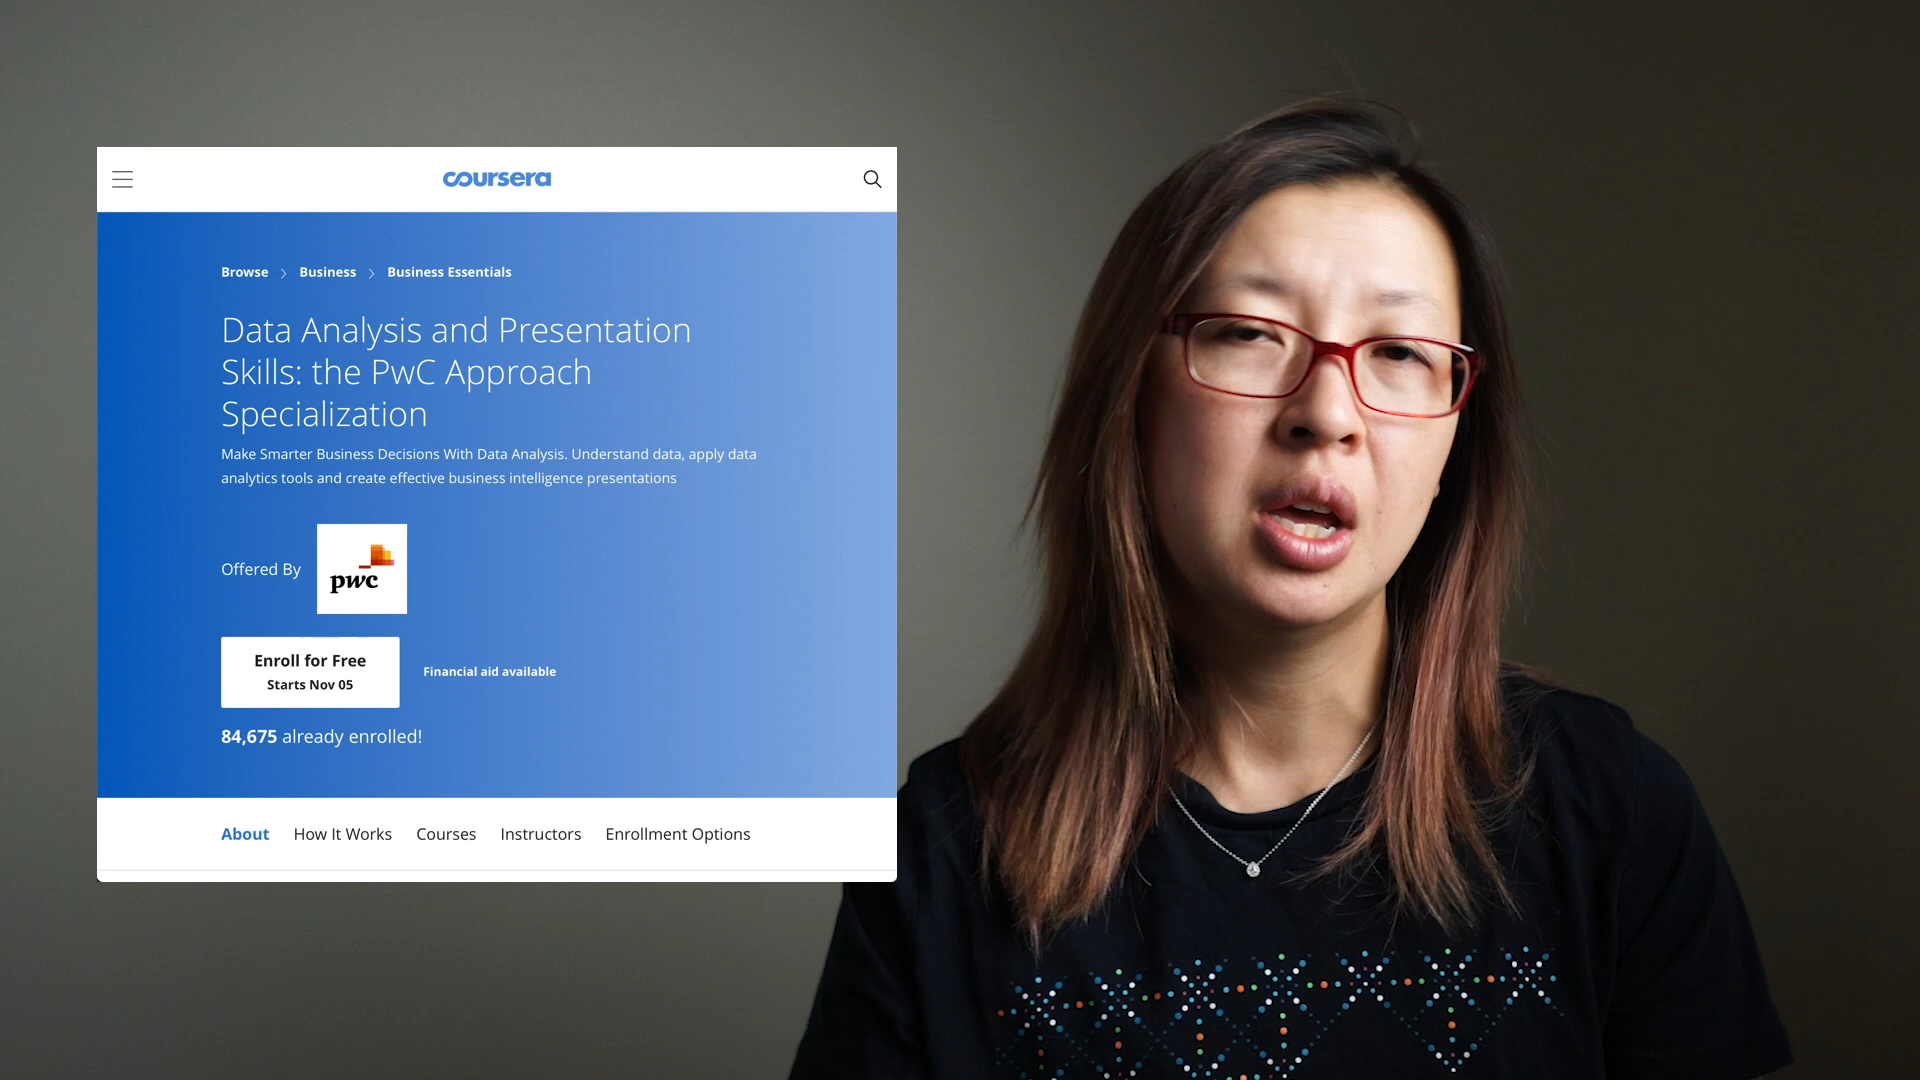 coursera
Browse > Business > Business Essentials
Data Analysis and Presentation
Skills: the PwC Approach
Specialization
Make Smarter Business Decisions With Data Analysis. Understand data, apply data
analytics tools and create effective business intelligence presentations
Offered By
pwc
Enroll for Free
Starts Nov 05
Financial aid available
84,675 already enrolled!
About How It Works Courses Instructors Enrollment Options